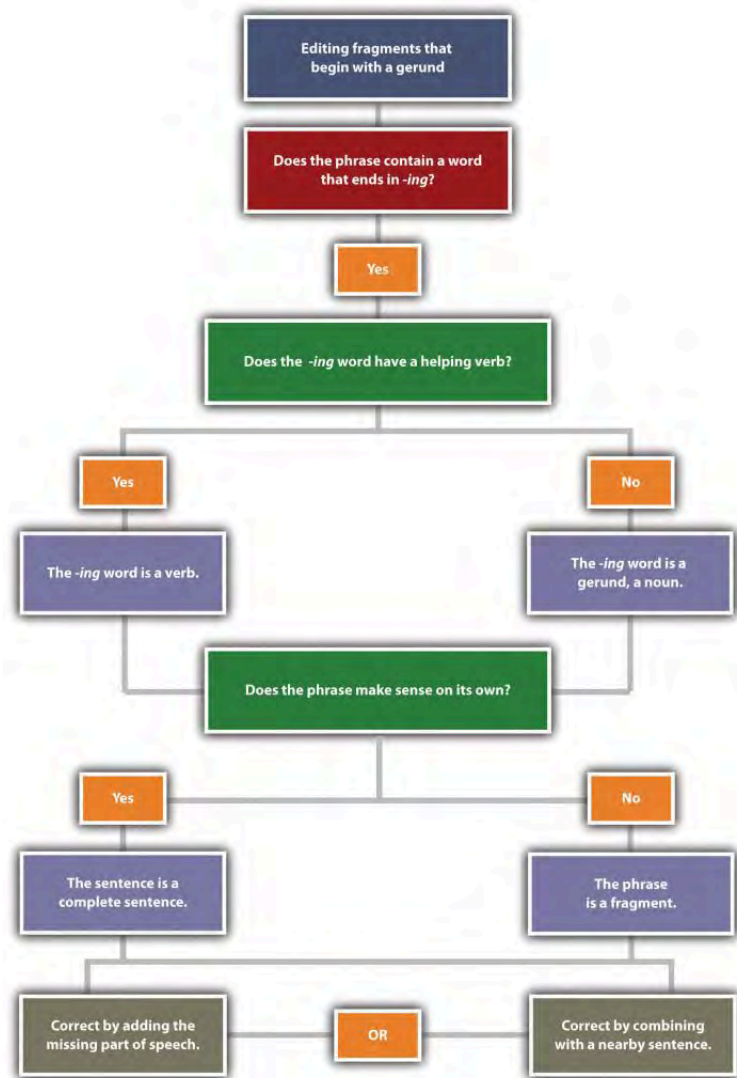 Editing fragments that
begin with a gerund
Does the phrase contain a word
that ends in -ing?
Yes
Does the -ing word have a helping verb?
Yes
No
The -ing word is a verb.
The -ing word is a
gerund, a noun.
Does the phrase make sense on its own?
Yes
No
The sentence is a
complete sentence.
The phrase
is a fragment.
Correct by adding the
missing part of speech.
OR
Correct by combining
with a nearby sentence.